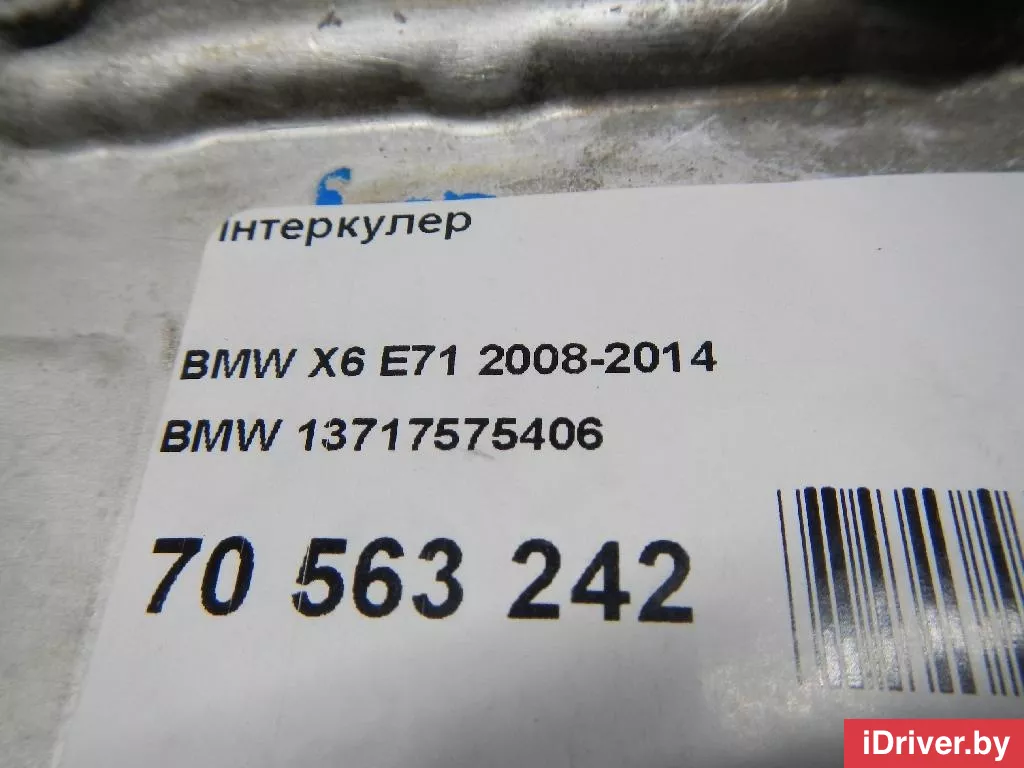 Інтеркулер
BMW X6 E71 2008-2014
BMW 13717575406
70 563 242
iDriver.by